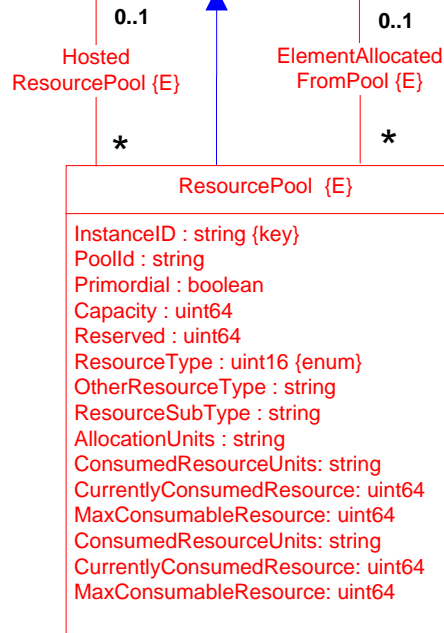 0..1
0..1
Hosted
ResourcePool {E}
ElementAllocated
FromPool {E}
*
*
ResourcePool {E}
InstanceID : string {key}
PoolId : string
Primordial : boolean
Capacity : uint64
Reserved : uint64
ResourceType : uint16 {enum}
OtherResourceType : string
ResourceSubType : string
AllocationUnits : string
ConsumedResourceUnits: string
CurrentlyConsumedResource: uint64
MaxConsumableResource: uint64
ConsumedResourceUnits: string
CurrentlyConsumedResource: uint64
MaxConsumableResource: uint64